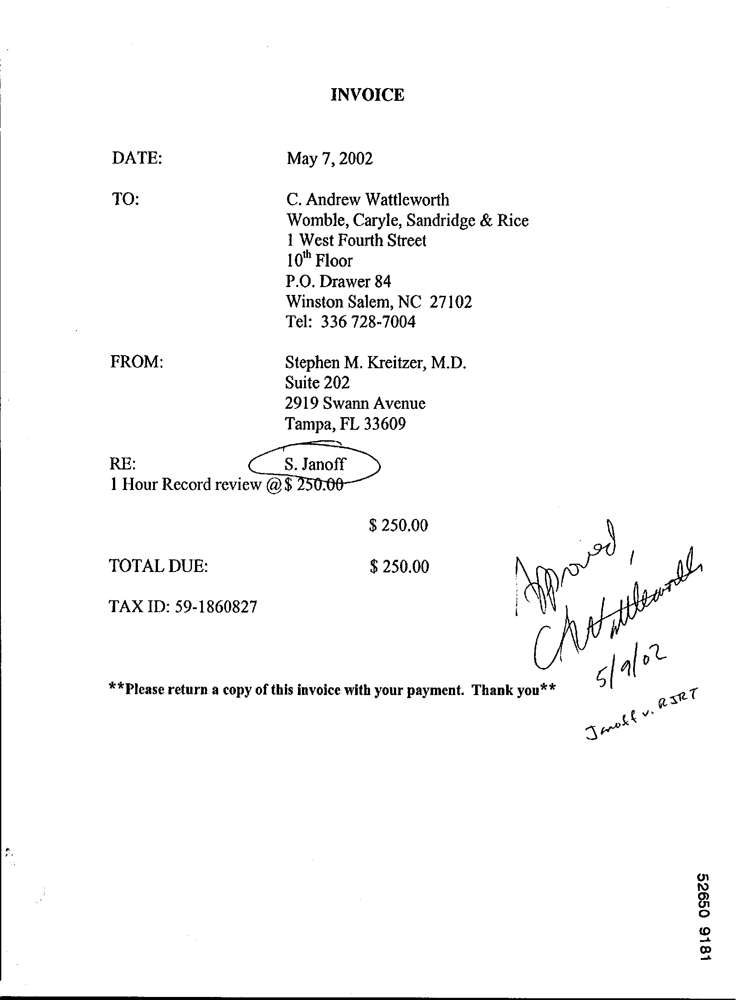 INVOICE
DATE: May 7, 2002
TO: C. Andrew Wattleworth
Womble, Caryle, Sandridge & Rice
1 West Fourth Street
10th Floor
P.O. Drawer 84
Winston Salem, NC 27102
Tel: 336 728-7004
FROM: Stephen M. Kreitzer, M.D.
Suite 202
2919 Swann Avenue
Tampa, FL 33609
RE: S. Janoff
1 Hour Record review @ $ 250.00
$ 250.00
TOTAL DUE: $ 250.00
TAX ID: 59-1860827
Approved,
CAWattleworth
5/9/02
**Please return a copy of this invoice with your payment. Thank you**
Janoff v. RJRT
52650 9181